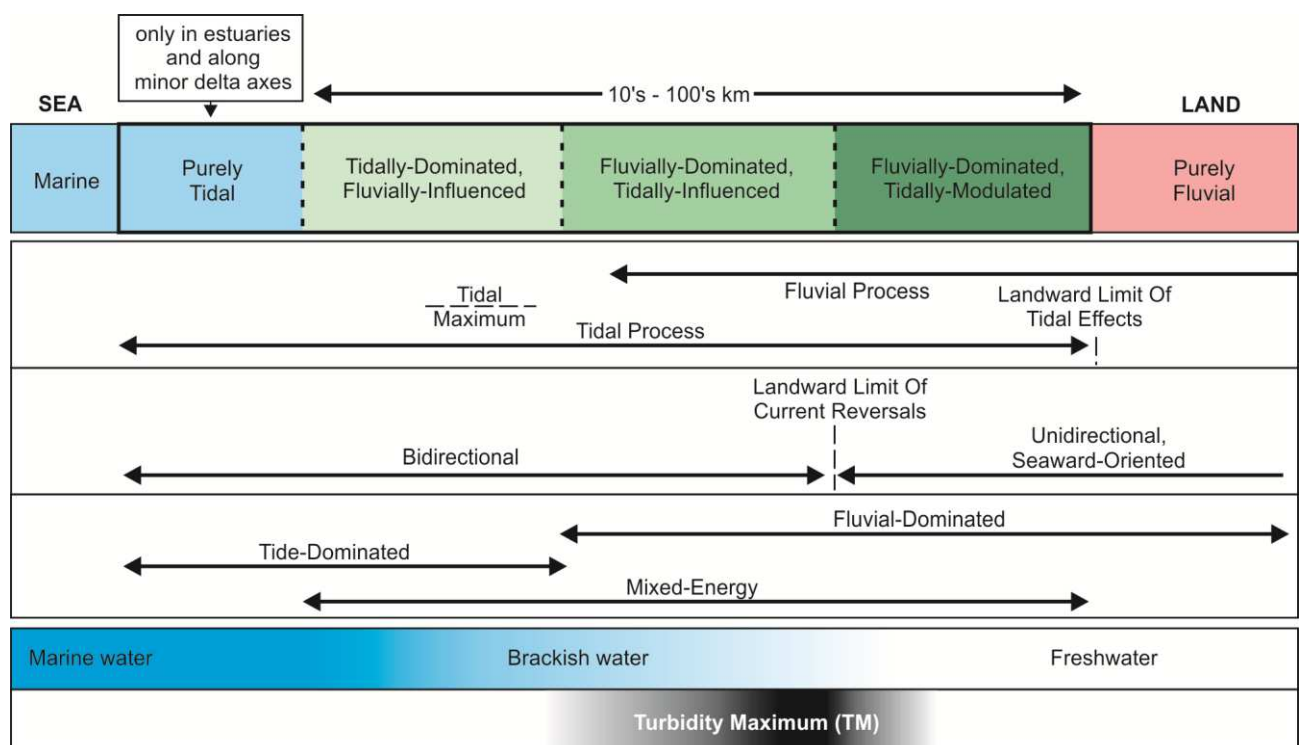 only in estuaries
and along
minor delta axes
SEA
10's - 100's km
LAND
Marine
Purely
Tidal
Tidally-Dominated,
Fluvially-Influenced
Fluvially-Dominated,
Tidally-Influenced
Fluvially-Dominated,
Tidally-Modulated
Purely
Fluvial
Fluvial Process
Tidal
Maximum
Landward Limit Of
Tidal Effects
Tidal Process
Landward Limit Of
Current Reversals
Bidirectional
Unidirectional,
Seaward-Oriented
Fluvial-Dominated
Tide-Dominated
Mixed-Energy
Marine water
Brackish water
Freshwater
Turbidity Maximum (TM)